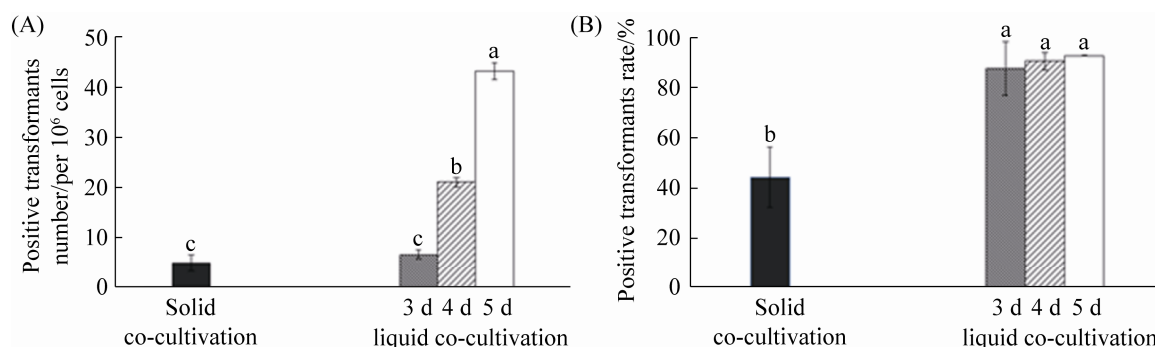 (A)
Positive transformants
number/per 10⁶ cells
50
40
30
20
10
0
c
c
b
a
Solid
co-cultivation
3 d 4 d 5 d
liquid co-cultivation
(B)
Positive transformants rate/%
100
80
60
40
20
0
b
a a a
Solid
co-cultivation
3 d 4 d 5 d
liquid co-cultivation